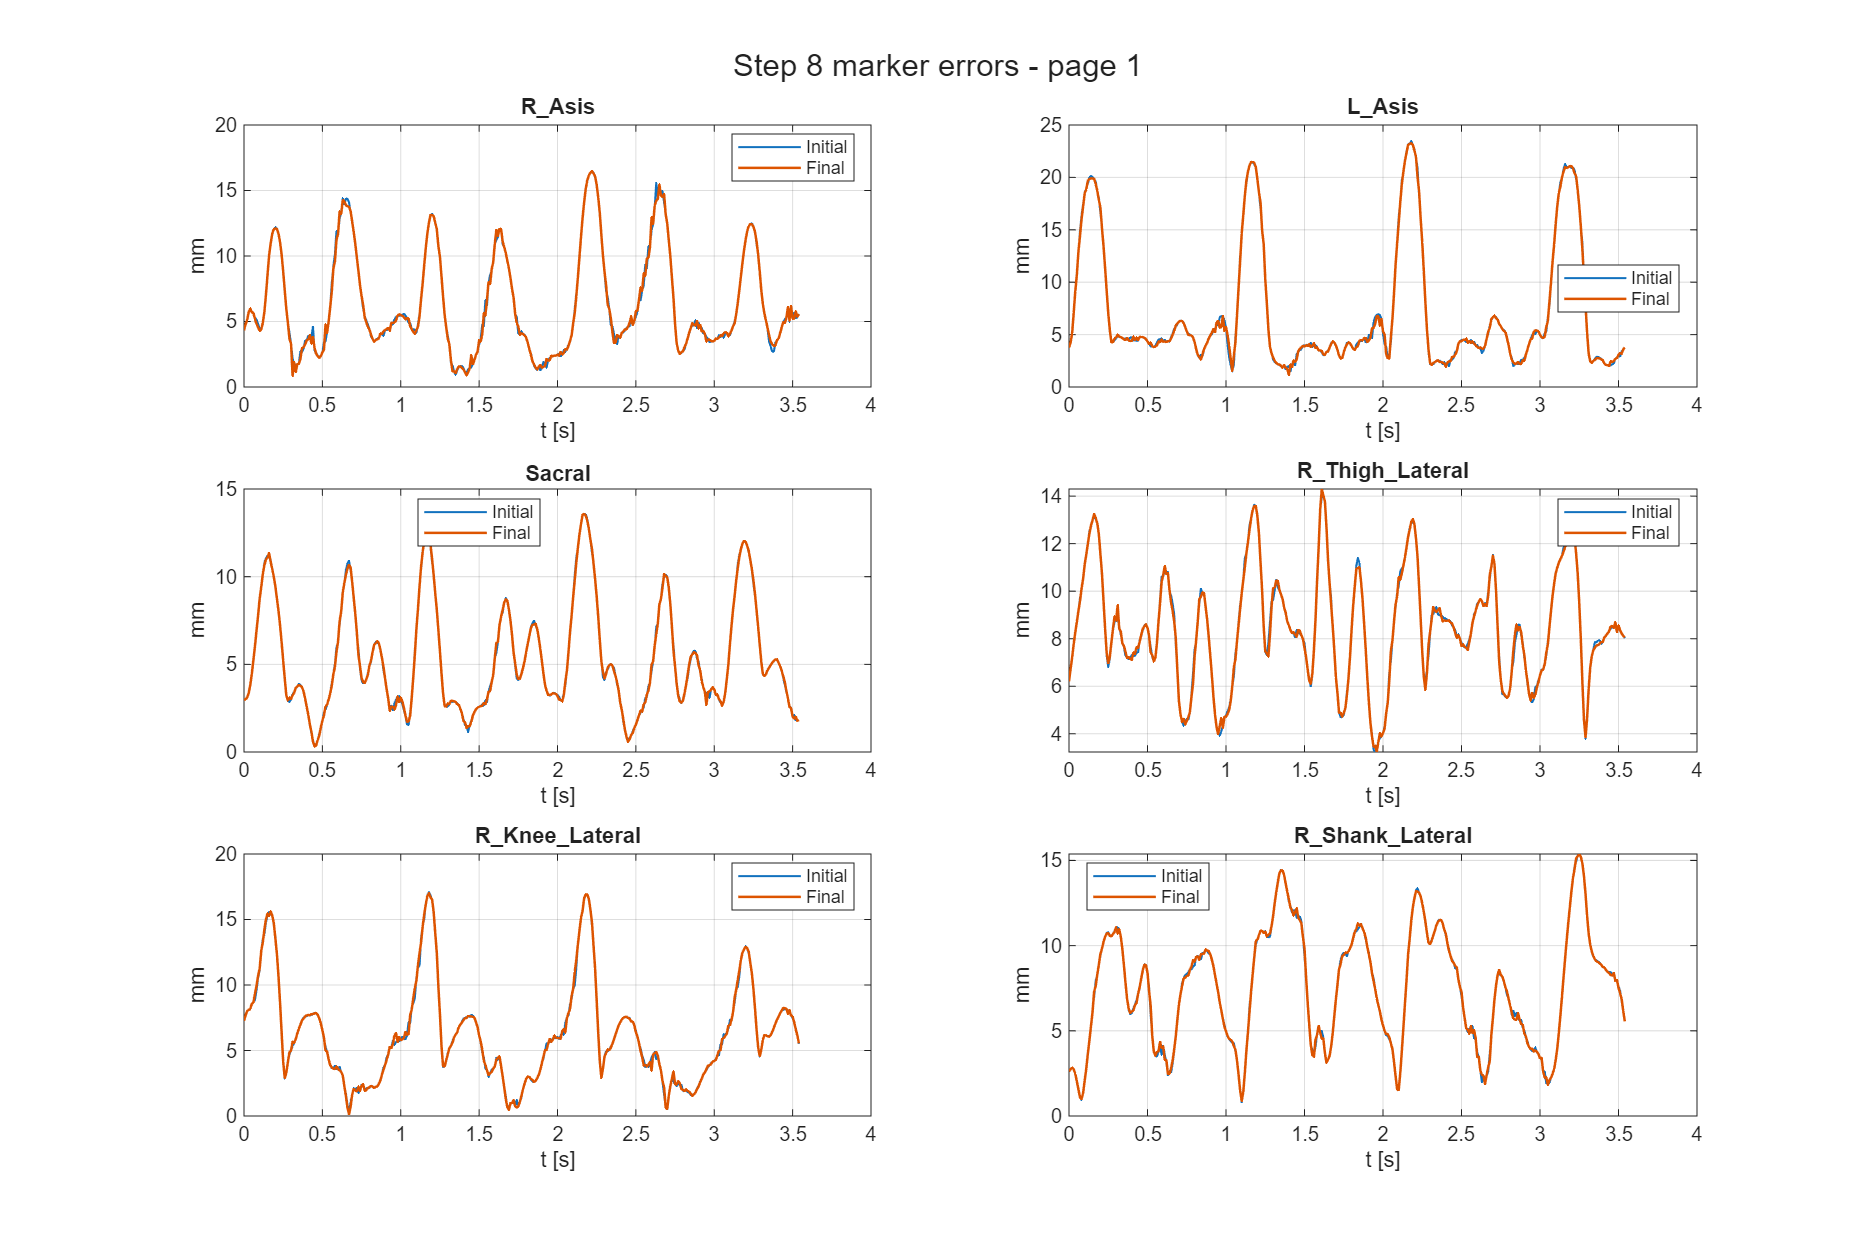 Step 8 marker errors - page 1
R_Asis
20
15
10
5
0
mm
0 0.5 1 1.5 2 2.5 3 3.5 4
t [s]
Initial
Final
L_Asis
25
20
15
10
5
0
mm
0 0.5 1 1.5 2 2.5 3 3.5 4
t [s]
Initial
Final
Sacral
15
10
5
0
mm
0 0.5 1 1.5 2 2.5 3 3.5 4
t [s]
Initial
Final
R_Thigh_Lateral
14
12
10
8
6
4
mm
0 0.5 1 1.5 2 2.5 3 3.5 4
t [s]
Initial
Final
R_Knee_Lateral
20
15
10
5
0
mm
0 0.5 1 1.5 2 2.5 3 3.5 4
t [s]
Initial
Final
R_Shank_Lateral
15
10
5
0
mm
0 0.5 1 1.5 2 2.5 3 3.5 4
t [s]
Initial
Final